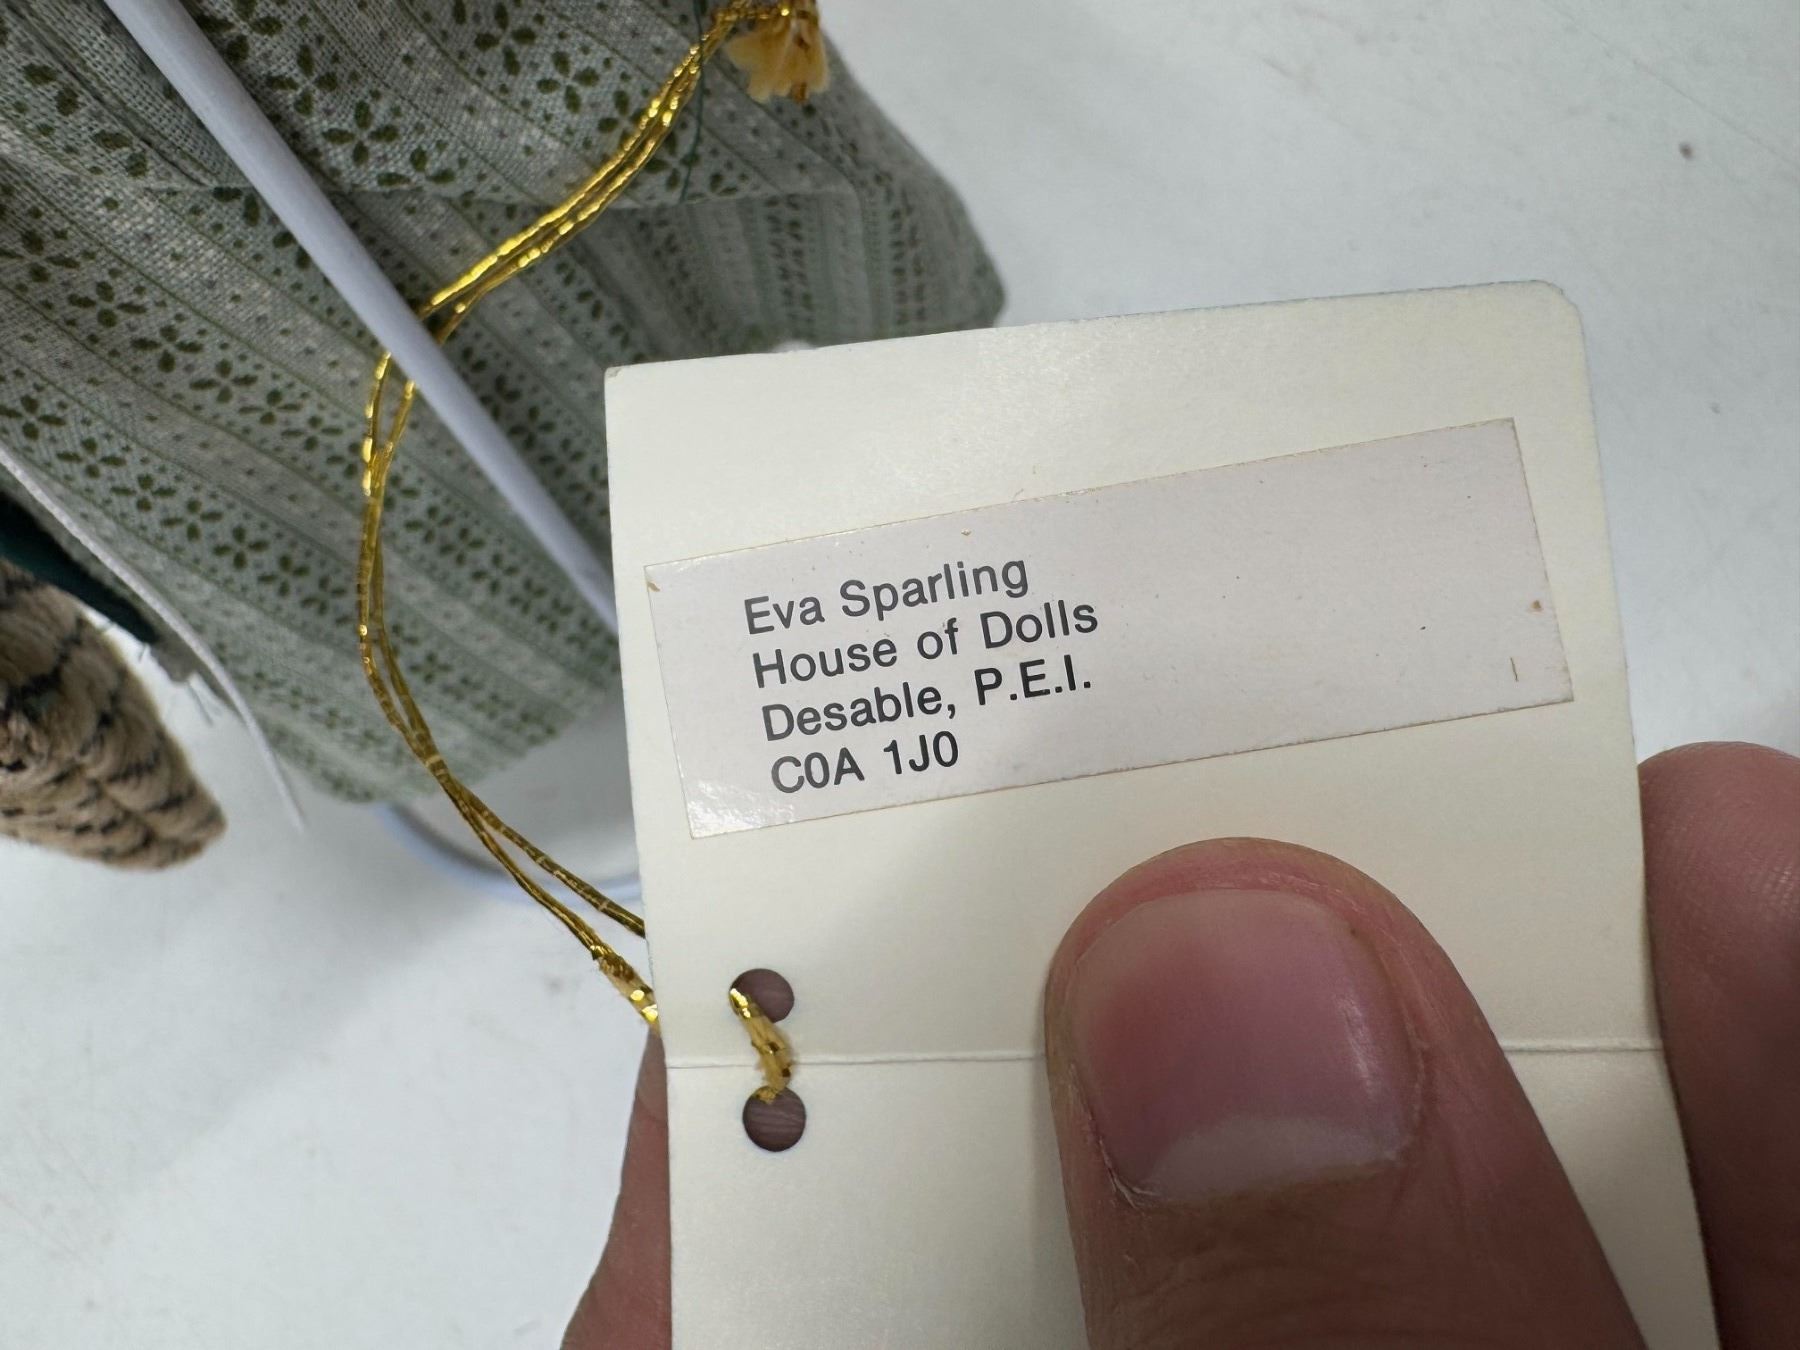 Eva Sparling
House of Dolls
Desable, P.E.I.
C0A 1J0